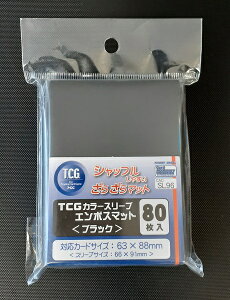 TCG
シャッフル
しやすい
さらさらマット
SL96
TCGカラースリーブ
エンボスマット
<ブラック>
80
枚入
対応カードサイズ:63×88mm
<スリーブサイズ:66×91mm>